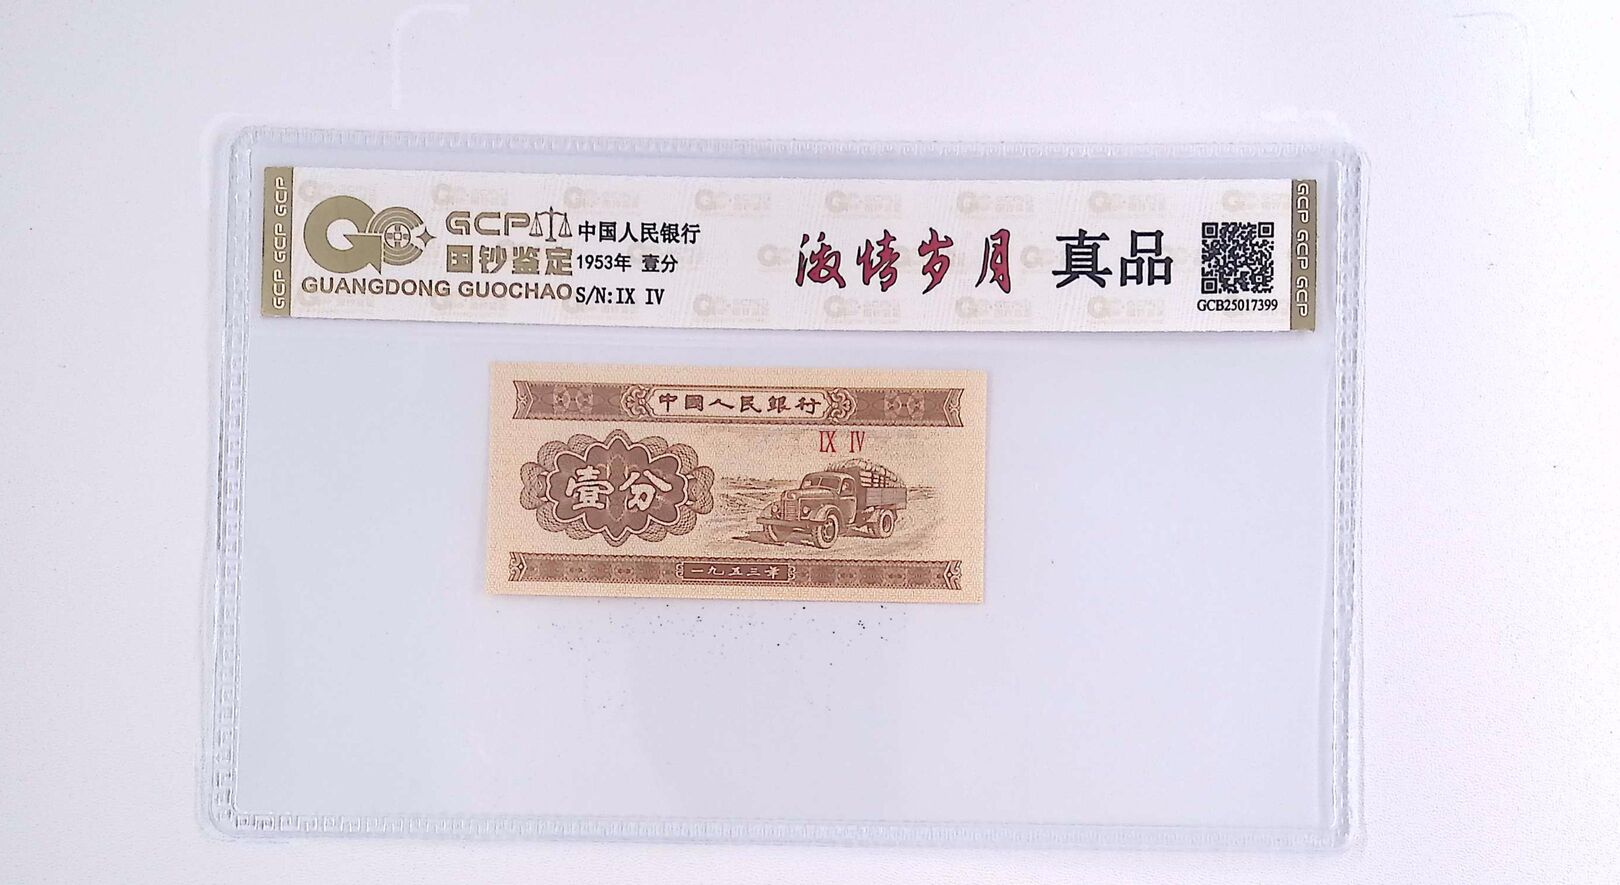 GCP GCP GCP
GCP
国钞鉴定
GUANGDONG GUOCHAO
中国人民银行
1953年 壹分
S/N:IX IV
激情岁月 真品
GCB25017399
GCP GCP GCP
中國人民銀行
IX IV
壹分
一九五三年